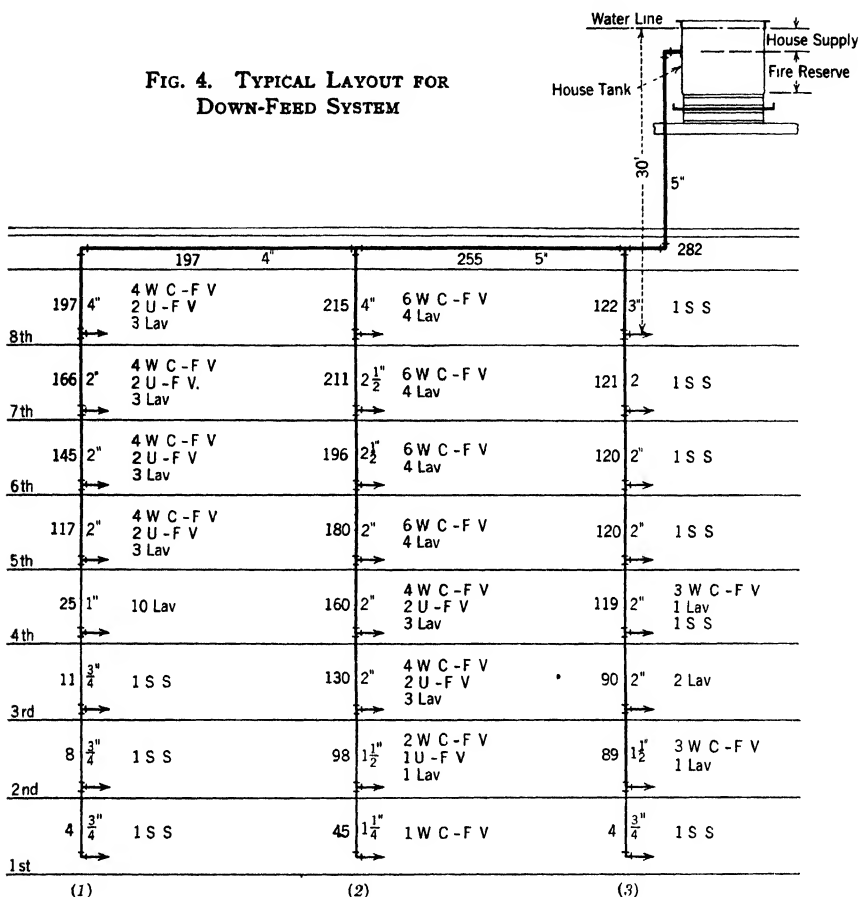 FIG. 4. TYPICAL LAYOUT FOR
DOWN-FEED SYSTEM
Water Line
House Supply
Fire Reserve
House Tank
30'
5"
197 4" 255 5" 282
197 4" 4 W C -F V
2 U -F V
3 Lav
215 4" 6 W C -F V
4 Lav
122 3" 1 S S
8th
166 2" 4 W C -F V
2 U -F V.
3 Lav
211 2 1/2" 6 W C -F V
4 Lav
121 2 1 S S
7th
145 2" 4 W C -F V
2 U -F V
3 Lav
196 2 1/2" 6 W C -F V
4 Lav
120 2" 1 S S
6th
117 2" 4 W C -F V
2 U -F V
3 Lav
180 2" 6 W C -F V
4 Lav
120 2" 1 S S
5th
25 1" 10 Lav
160 2" 4 W C -F V
2 U -F V
3 Lav
119 2" 3 W C -F V
1 Lav
1 S S
4th
11 3/4" 1 S S
130 2" 4 W C -F V
2 U -F V
3 Lav
90 2" 2 Lav
3rd
8 3/4" 1 S S
98 1 1/2" 2 W C -F V
1 U -F V
1 Lav
89 1 1/2" 3 W C -F V
1 Lav
2nd
4 3/4" 1 S S
45 1 1/4" 1 W C -F V
4 3/4" 1 S S
1st
(1) (2) (3)